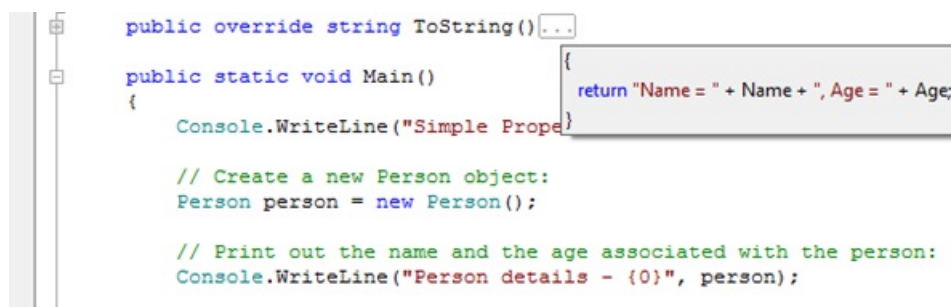 public override string ToString()...
{
return "Name = " + Name + ", Age = " + Age;
}
public static void Main()
{
Console.WriteLine("Simple Prope
// Create a new Person object:
Person person = new Person();
// Print out the name and the age associated with the person:
Console.WriteLine("Person details - {0}", person);